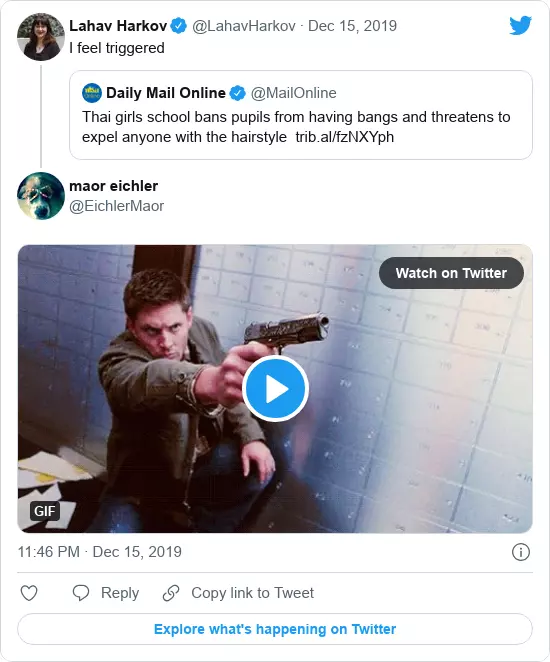 Lahav Harkov @LahavHarkov · Dec 15, 2019
I feel triggered
Daily Mail Online @MailOnline
Thai girls school bans pupils from having bangs and threatens to
expel anyone with the hairstyle trib.al/fzNXYph
maor eichler
@EichlerMaor
Watch on Twitter
GIF
11:46 PM · Dec 15, 2019
Reply
Copy link to Tweet
Explore what's happening on Twitter